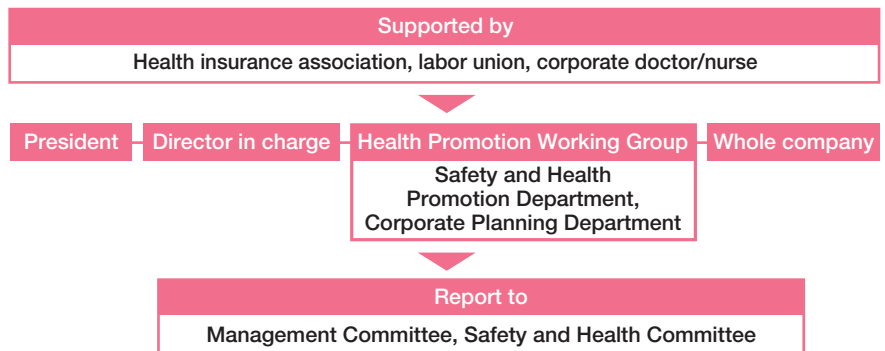 Supported by
Health insurance association, labor union, corporate doctor/nurse
President
Director in charge
Health Promotion Working Group
Whole company
Safety and Health
Promotion Department,
Corporate Planning Department
Report to
Management Committee, Safety and Health Committee